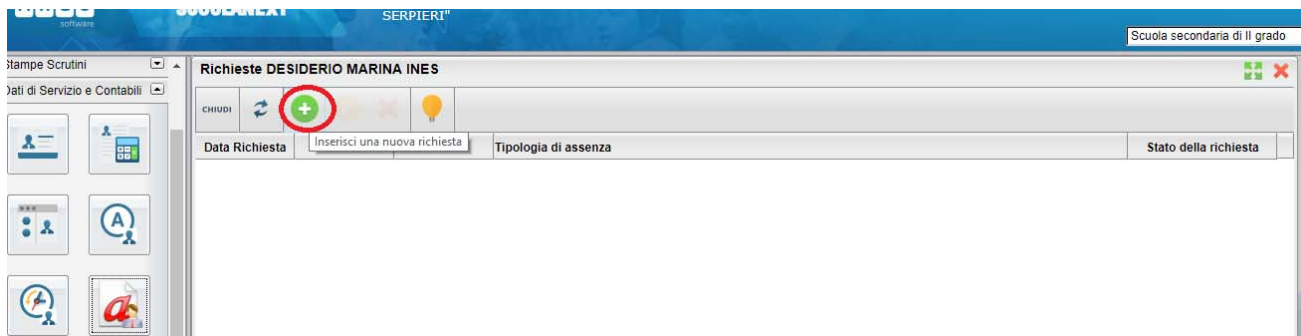 software
SERPIERI"
Scuola secondaria di II grado
Stampe Scrutini
Dati di Servizio e Contabili
Richieste DESIDERIO MARINA INES
CHIUDI
Inserisci una nuova richiesta
Data Richiesta
Tipologia di assenza
Stato della richiesta
A
a